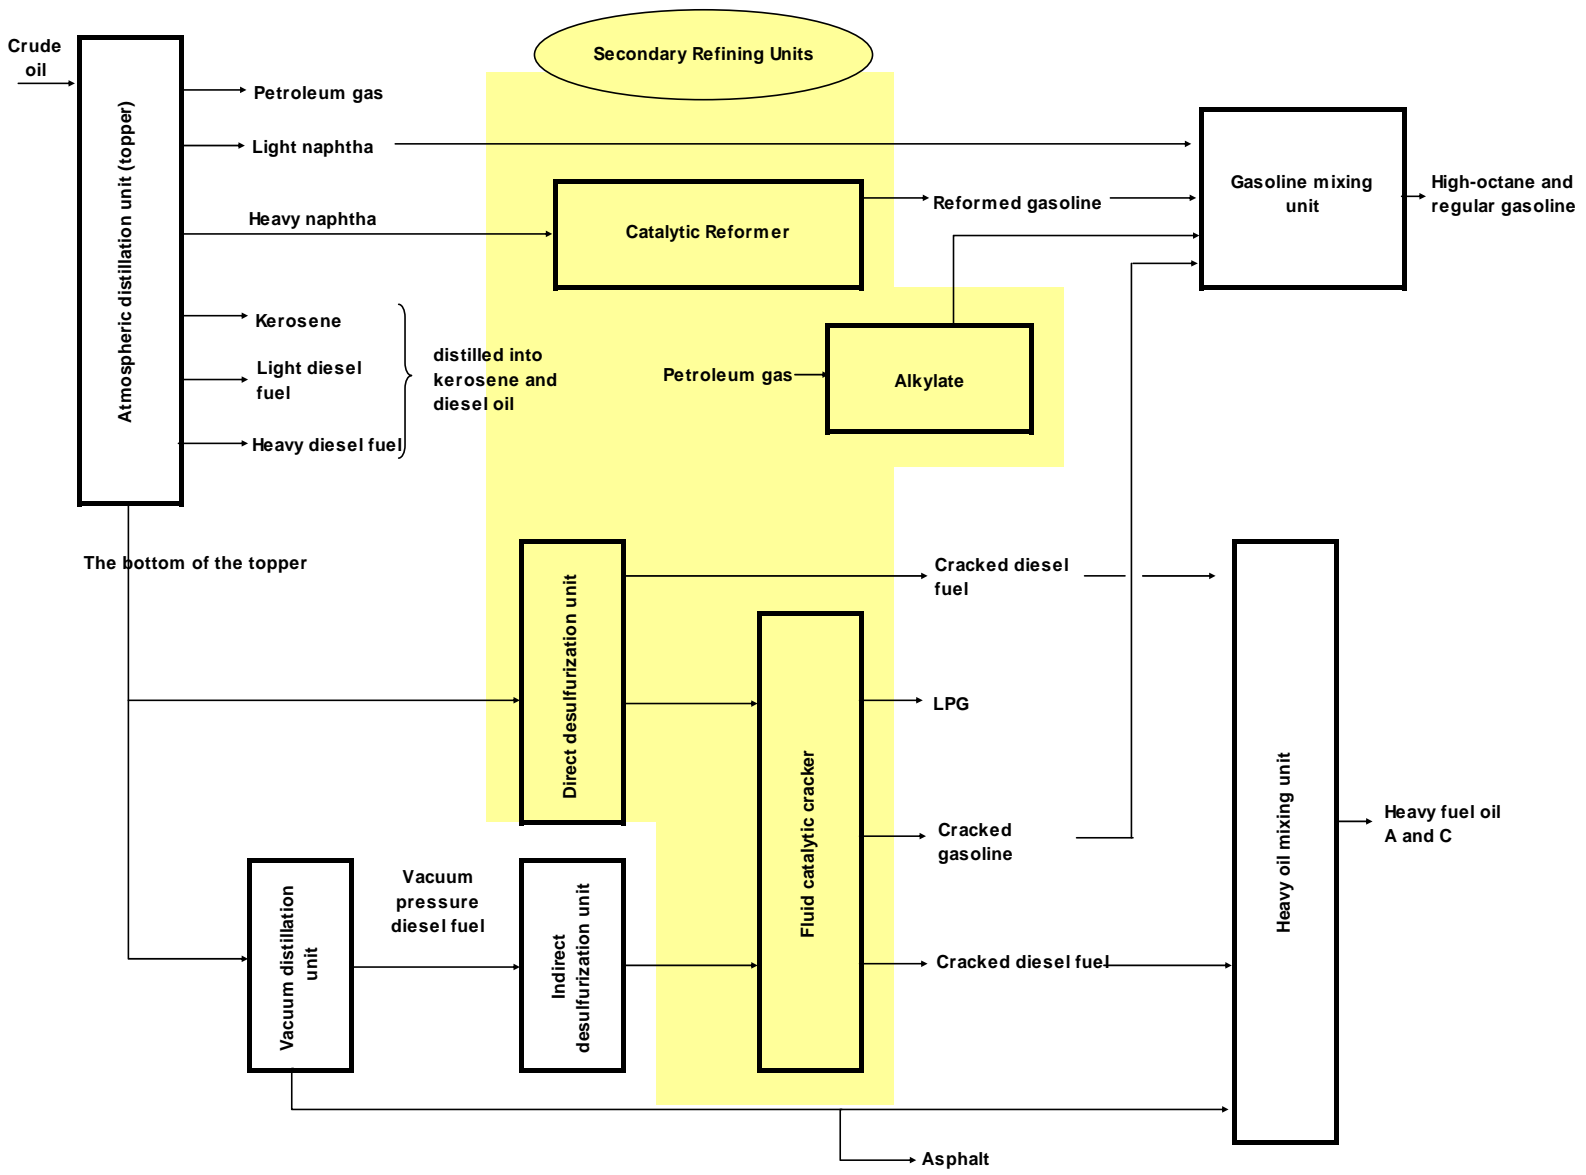 Crude
oil
Secondary Refining Units
Petroleum gas
Light naphtha
Atmospheric distillation unit (topper)
Heavy naphtha
Catalytic Reformer
Reformed gasoline
Gasoline mixing
unit
High-octane and
regular gasoline
Kerosene
Light diesel
fuel
Heavy diesel fuel
distilled into
kerosene and
diesel oil
Petroleum gas
Alkylate
The bottom of the topper
Direct desulfurization unit
Cracked diesel
fuel
LPG
Fluid catalytic cracker
Cracked
gasoline
Heavy oil mixing unit
Heavy fuel oil
A and C
Vacuum distillation
unit
Vacuum
pressure
diesel fuel
Indirect
desulfurization unit
Cracked diesel fuel
Asphalt